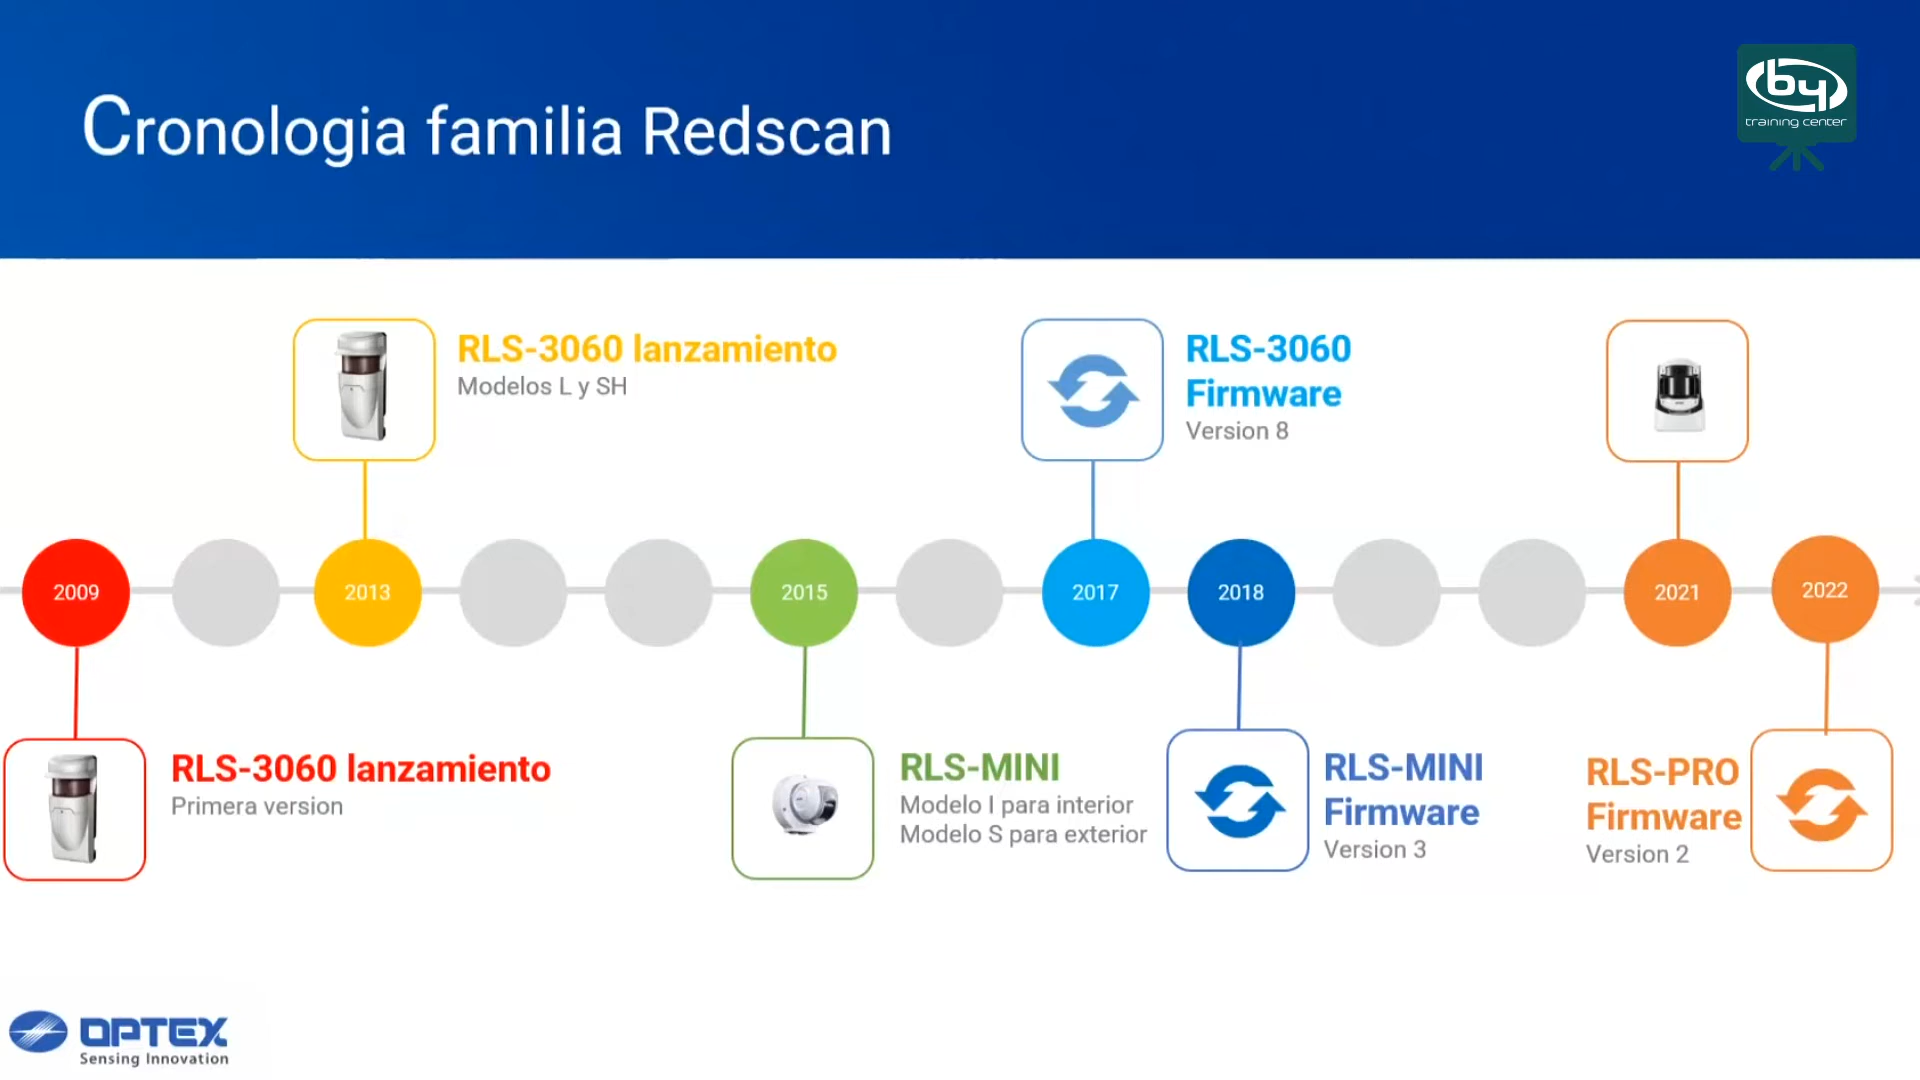 Cronologia familia Redscan
by
training center
RLS-3060 lanzamiento
Modelos L y SH
RLS-3060
Firmware
Version 8
2009
2013
2015
2017
2018
2021
2022
RLS-3060 lanzamiento
Primera version
RLS-MINI
Modelo I para interior
Modelo S para exterior
RLS-MINI
Firmware
Version 3
RLS-PRO
Firmware
Version 2
OPTEX
Sensing Innovation